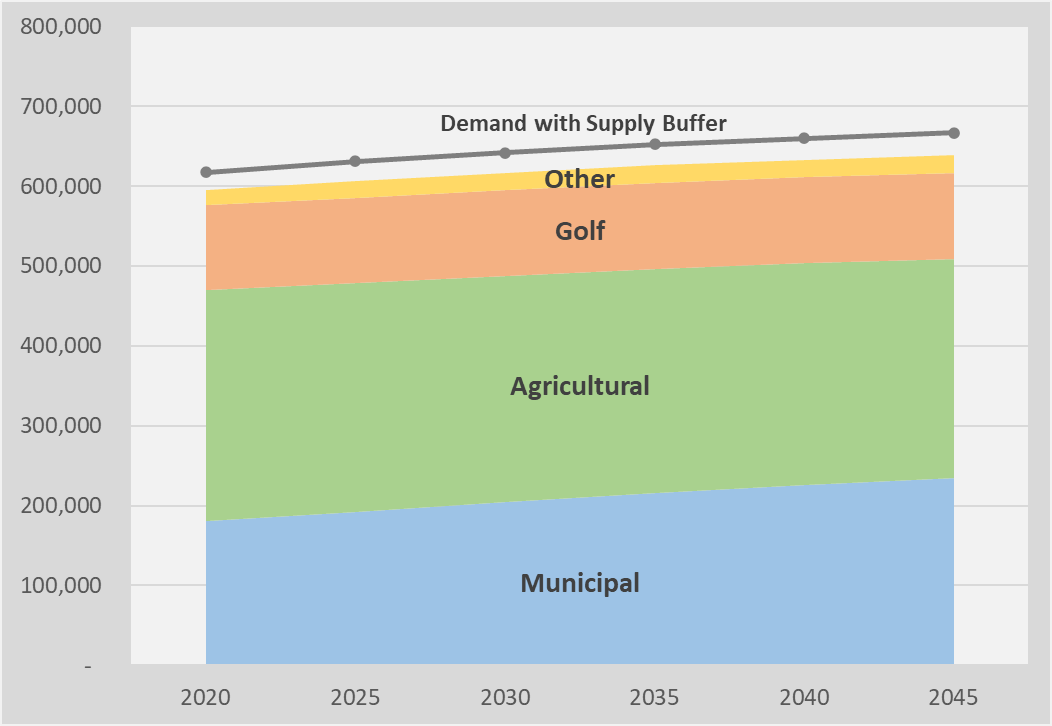 800,000
700,000
Demand with Supply Buffer
600,000
Other
Golf
500,000
400,000
Agricultural
300,000
200,000
Municipal
100,000
-
2020 2025 2030 2035 2040 2045